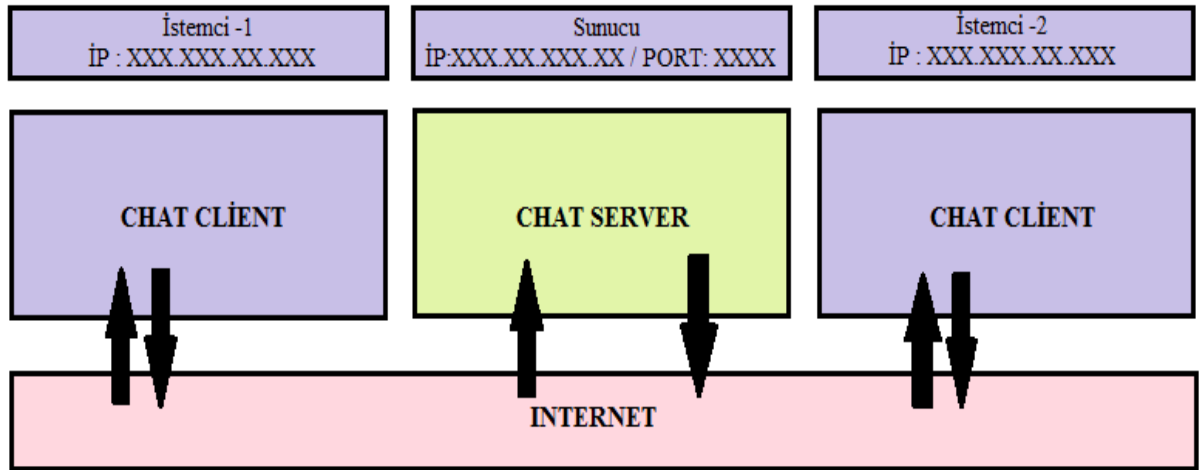 İstemci -1
İP : XXX.XXX.XX.XXX
Sunucu
İP:XXX.XX.XXX.XX / PORT: XXXX
İstemci -2
İP : XXX.XXX.XX.XXX
CHAT CLİENT
CHAT SERVER
CHAT CLİENT
INTERNET